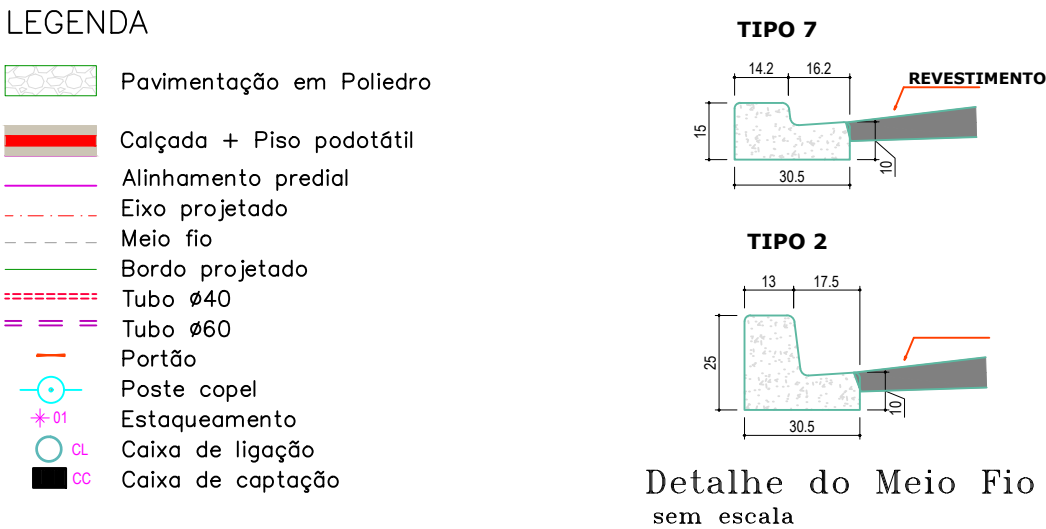 LEGENDA
Pavimentação em Poliedro
Calçada + Piso podotátil
Alinhamento predial
Eixo projetado
Meio fio
Bordo projetado
Tubo Ø40
Tubo Ø60
Portão
Poste copel
01 Estaqueamento
CL Caixa de ligação
CC Caixa de captação
TIPO 7
14.2 16.2
REVESTIMENTO
15
10
30.5
TIPO 2
13 17.5
25
10
30.5
Detalhe do Meio Fio
sem escala